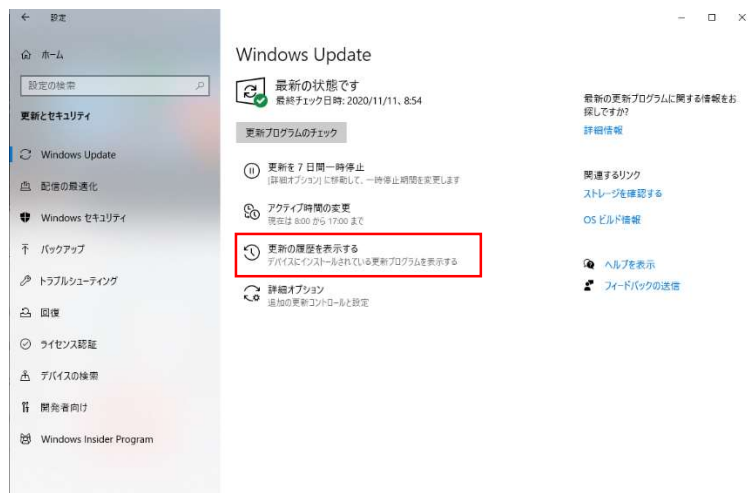 設定
ホーム
設定の検索
更新とセキュリティ
Windows Update
配信の最適化
Windows セキュリティ
バックアップ
トラブルシューティング
回復
ライセンス認証
デバイスの検索
開発者向け
Windows Insider Program
Windows Update
最新の状態です
最終チェック日時: 2020/11/11、8:54
更新プログラムのチェック
更新を 7 日間一時停止
[詳細オプション] に移動して、一時停止期間を変更します
アクティブ時間の変更
現在は 8:00 から 17:00 まで
更新の履歴を表示する
デバイスにインストールされている更新プログラムを表示する
詳細オプション
追加の更新コントロールと設定
最新の更新プログラムに関する情報をお
探しですか?
詳細情報
関連するリンク
ストレージを確認する
OS ビルド情報
ヘルプを表示
フィードバックの送信